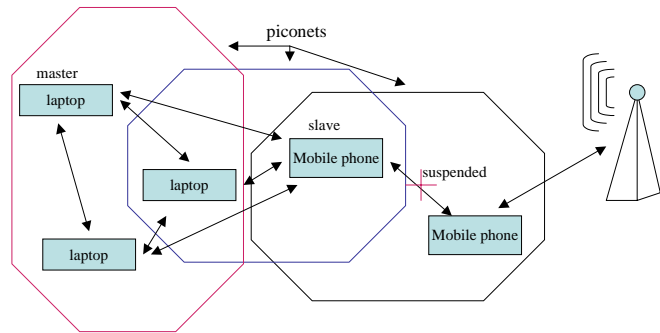 piconets
master
laptop
slave
Mobile phone
suspended
laptop
Mobile phone
laptop